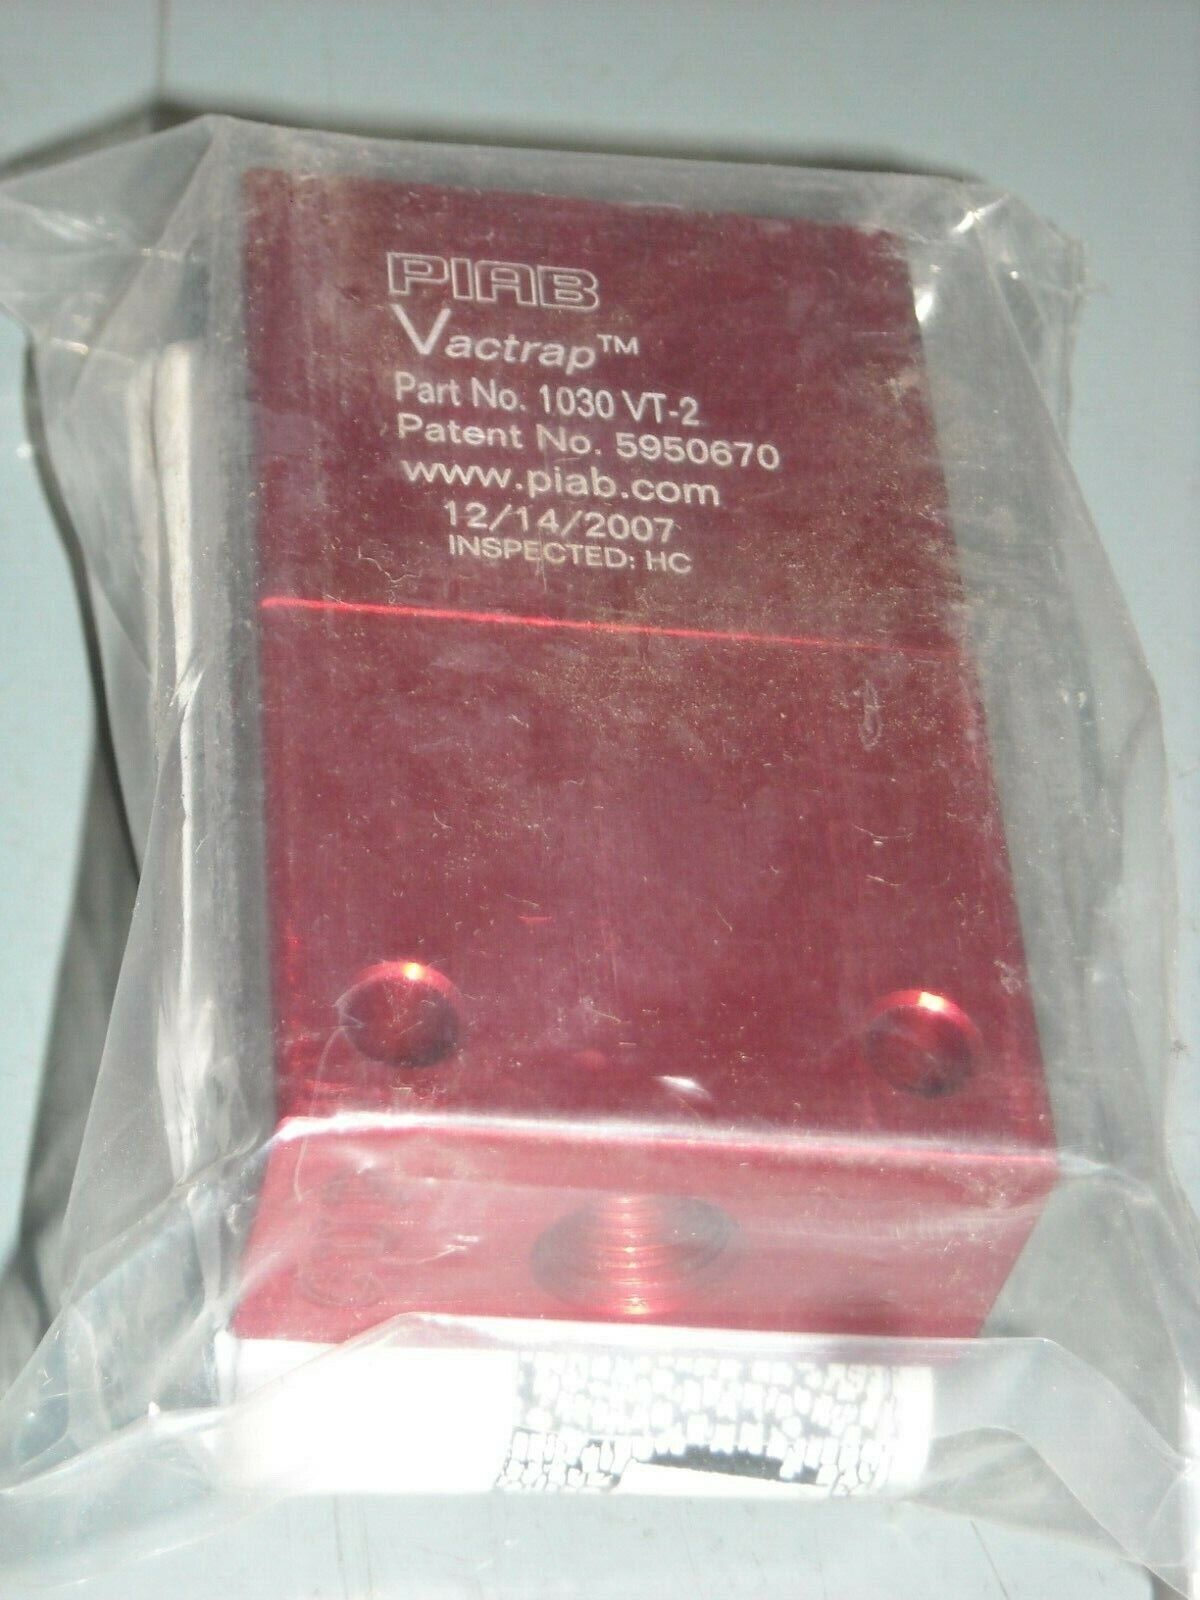 PIAB
Vactrap™
Part No. 1030 VT-2
Patent No. 5950670
www.piab.com
12/14/2007
INSPECTED: HC